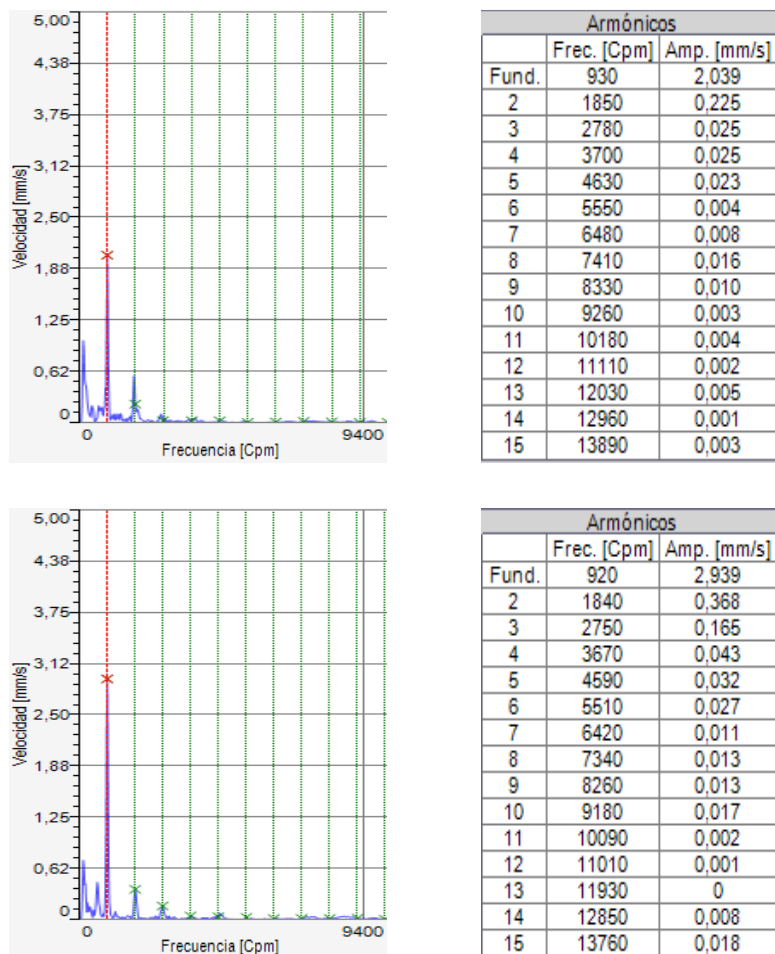 5,00
4,38
3,75
3,12
2,50
1,88
1,25
0,62
0
Velocidad [mm/s]
0 9400
Frecuencia [Cpm]
Armónicos
Frec. [Cpm] Amp. [mm/s]
Fund. 930 2,039
2 1850 0,225
3 2780 0,025
4 3700 0,025
5 4630 0,023
6 5550 0,004
7 6480 0,008
8 7410 0,016
9 8330 0,010
10 9260 0,003
11 10180 0,004
12 11110 0,002
13 12030 0,005
14 12960 0,001
15 13890 0,003
5,00
4,38
3,75
3,12
2,50
1,88
1,25
0,62
0
Velocidad [mm/s]
0 9400
Frecuencia [Cpm]
Armónicos
Frec. [Cpm] Amp. [mm/s]
Fund. 920 2,939
2 1840 0,368
3 2750 0,165
4 3670 0,043
5 4590 0,032
6 5510 0,027
7 6420 0,011
8 7340 0,013
9 8260 0,013
10 9180 0,017
11 10090 0,002
12 11010 0,001
13 11930 0
14 12850 0,008
15 13760 0,018